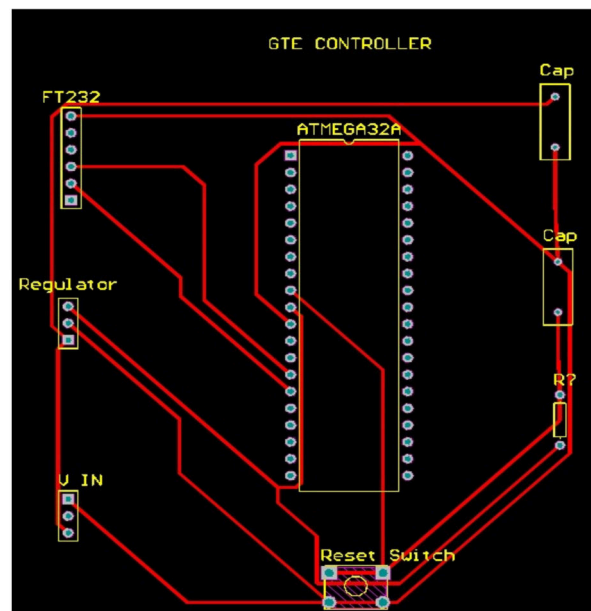 GTE CONTROLLER
Cap
FT232
ATMEGA32A
Cap
Regulator
R?
V IN
Reset Switch